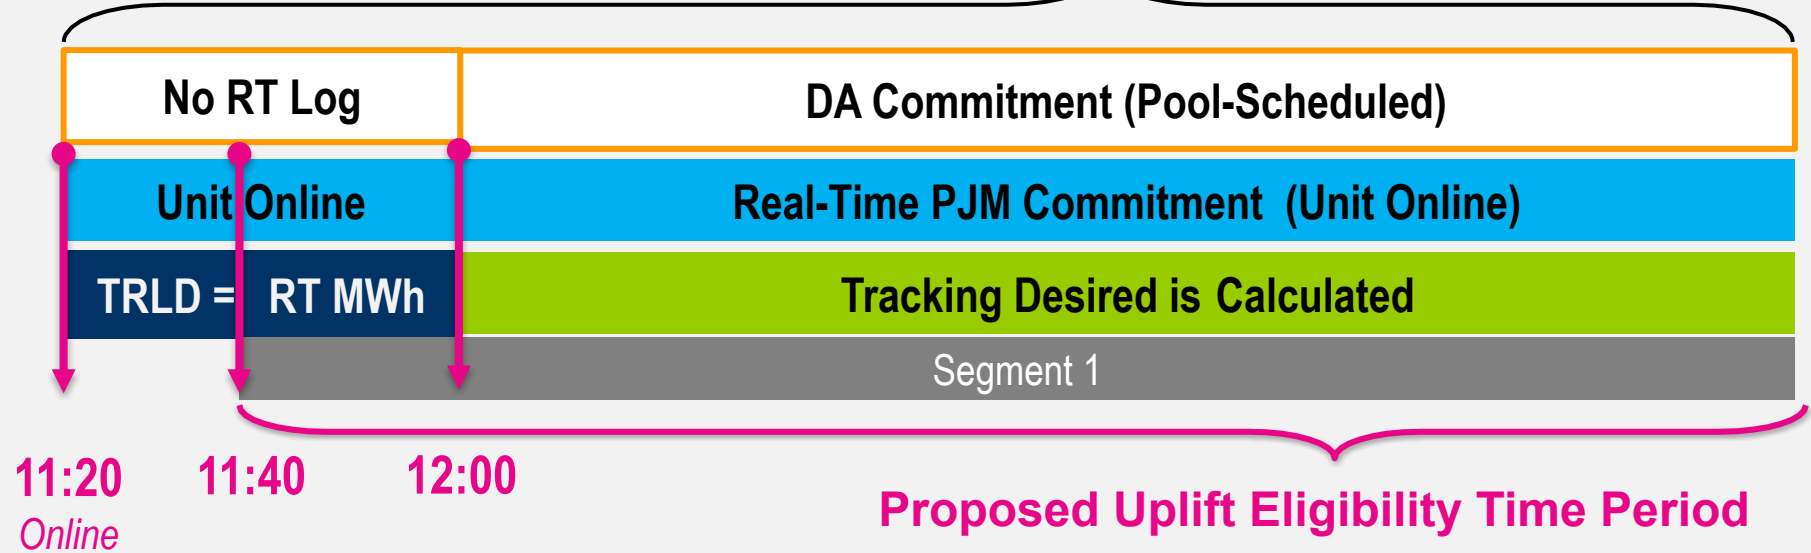 No RT Log
DA Commitment (Pool-Scheduled)
Unit Online
Real-Time PJM Commitment (Unit Online)
TRLD = RT MWh
Tracking Desired is Calculated
Segment 1
11:20
11:40
12:00
Online
Proposed Uplift Eligibility Time Period